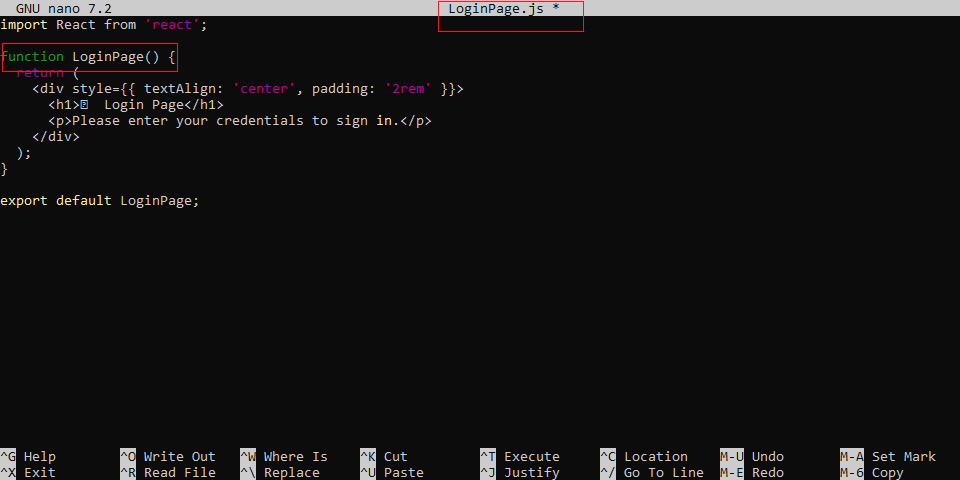 GNU nano 7.2 LoginPage.js *
import React from 'react';
function LoginPage() {
return (
<div style={{ textAlign: 'center', padding: '2rem' }}>
<h1> Login Page</h1>
<p>Please enter your credentials to sign in.</p>
</div>
);
}
export default LoginPage;
^G Help ^O Write Out ^W Where Is ^K Cut ^T Execute ^C Location M-U Undo M-A Set Mark
^X Exit ^R Read File ^\ Replace ^U Paste ^J Justify ^/ Go To Line M-E Redo M-6 Copy